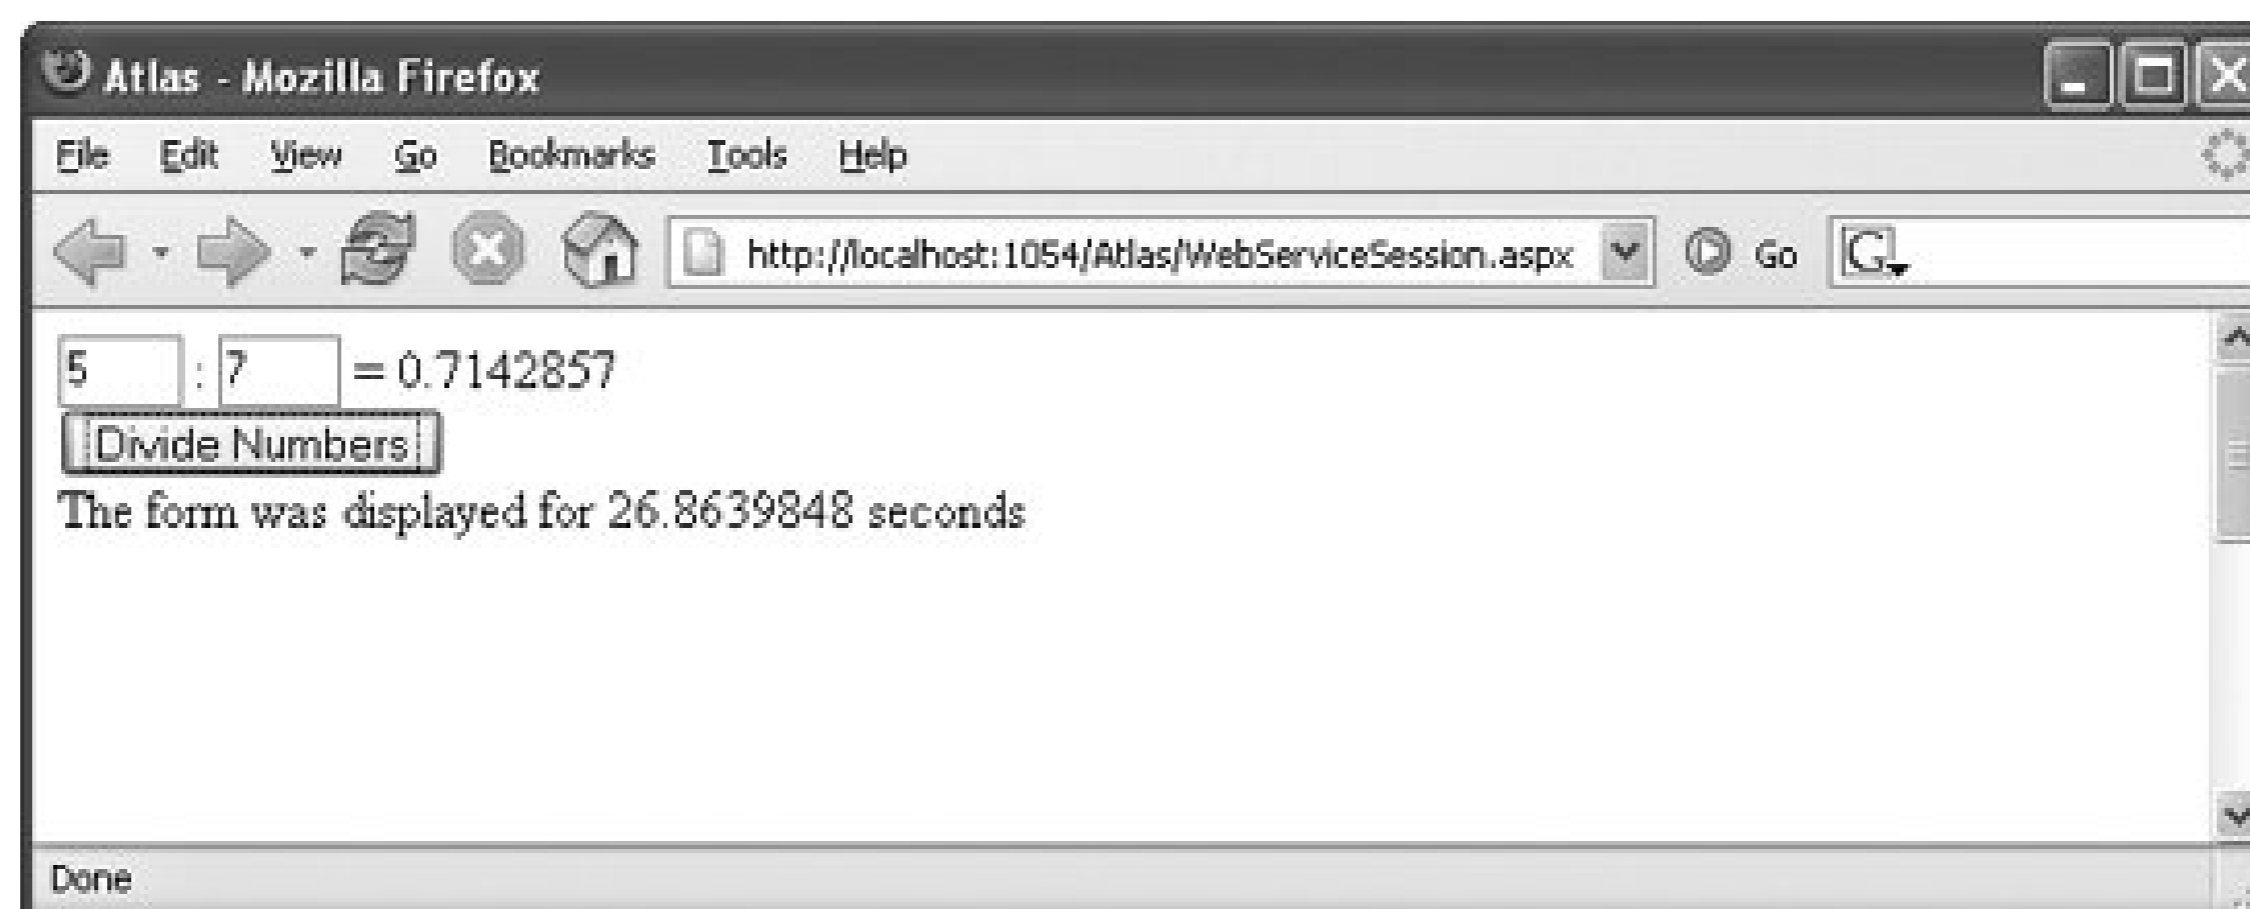 Atlas - Mozilla Firefox
File Edit View Go Bookmarks Tools Help
http://localhost:1054/Atlas/WebServiceSession.aspx Go G
5 : 7 = 0.7142857
Divide Numbers
The form was displayed for 26.8639848 seconds
Done